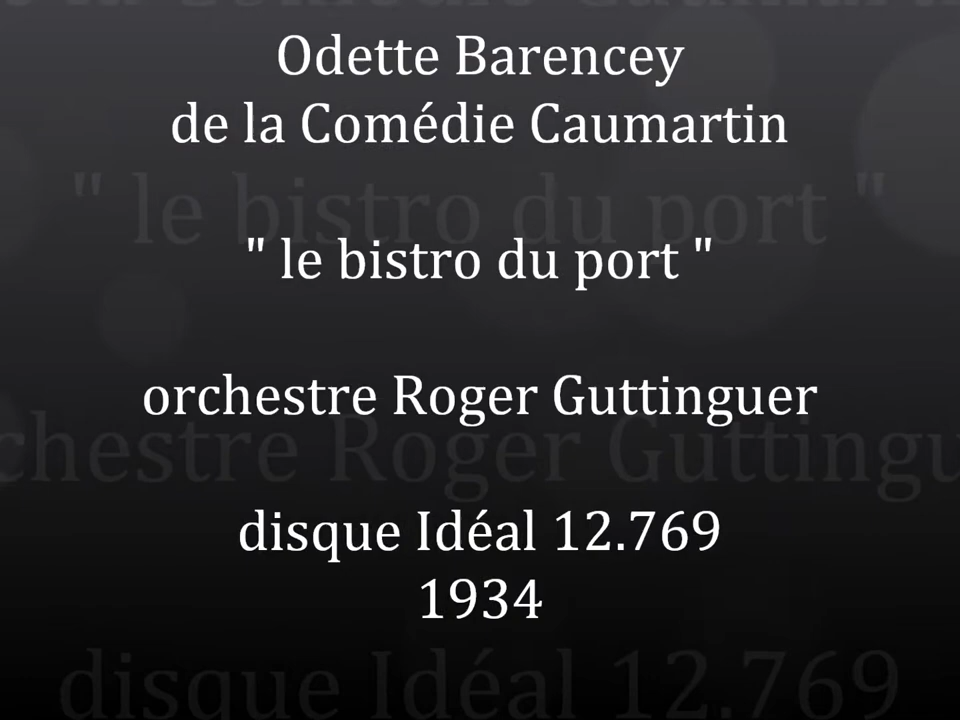 Odette Barencey
de la Comédie Caumartin
" le bistro du port "
orchestre Roger Guttinguer
disque Idéal 12.769
1934